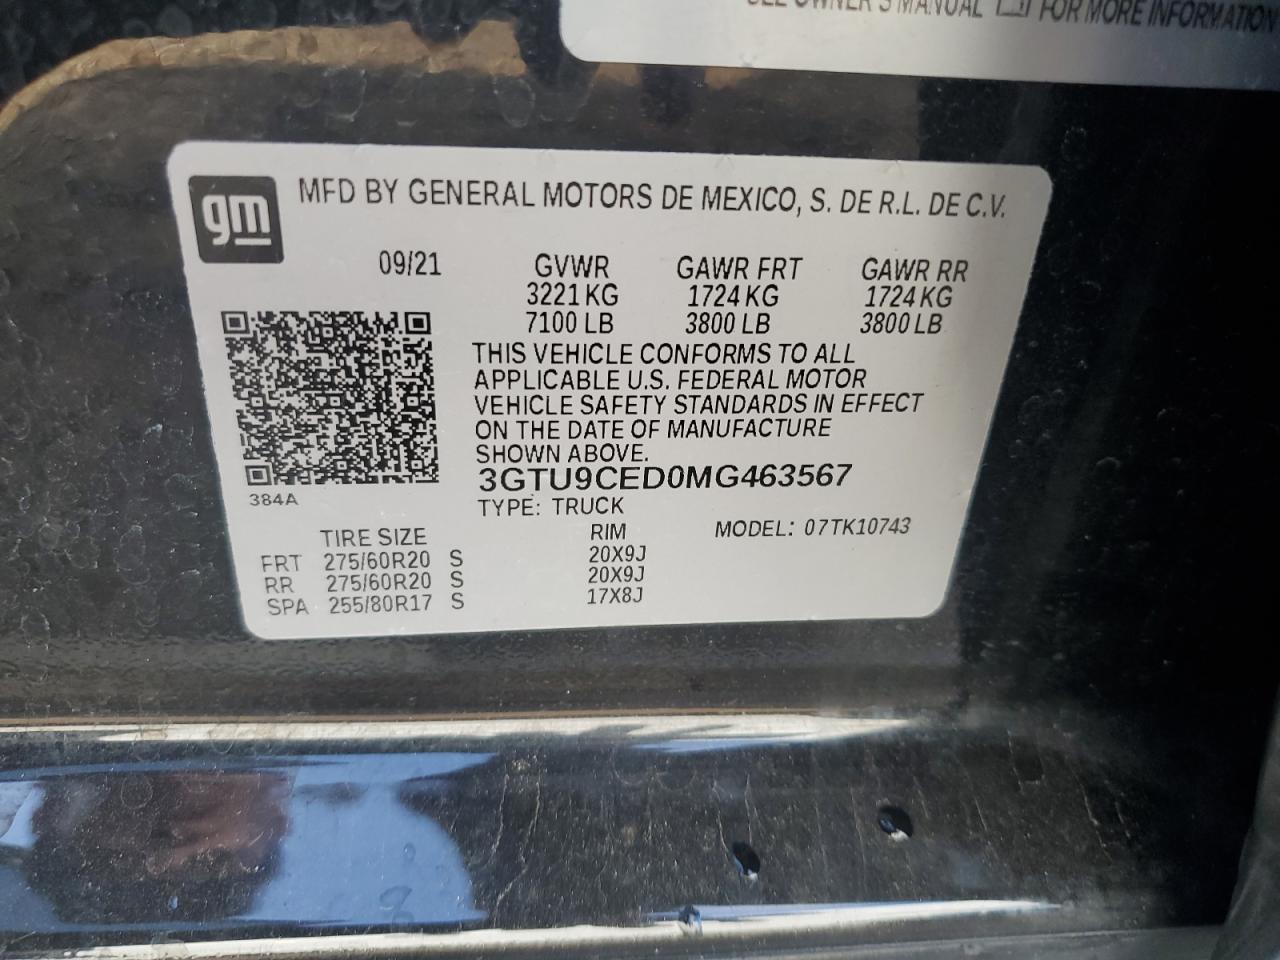 SEE OWNER'S MANUAL FOR MORE INFORMATION
gm
MFD BY GENERAL MOTORS DE MEXICO, S. DE R.L. DE C.V.
09/21 GVWR GAWR FRT GAWR RR
3221 KG 1724 KG 1724 KG
7100 LB 3800 LB 3800 LB
THIS VEHICLE CONFORMS TO ALL
APPLICABLE U.S. FEDERAL MOTOR
VEHICLE SAFETY STANDARDS IN EFFECT
ON THE DATE OF MANUFACTURE
SHOWN ABOVE.
3GTU9CED0MG463567
384A
TYPE: TRUCK
TIRE SIZE RIM MODEL: 07TK10743
FRT 275/60R20 S 20X9J
RR 275/60R20 S 20X9J
SPA 255/80R17 S 17X8J